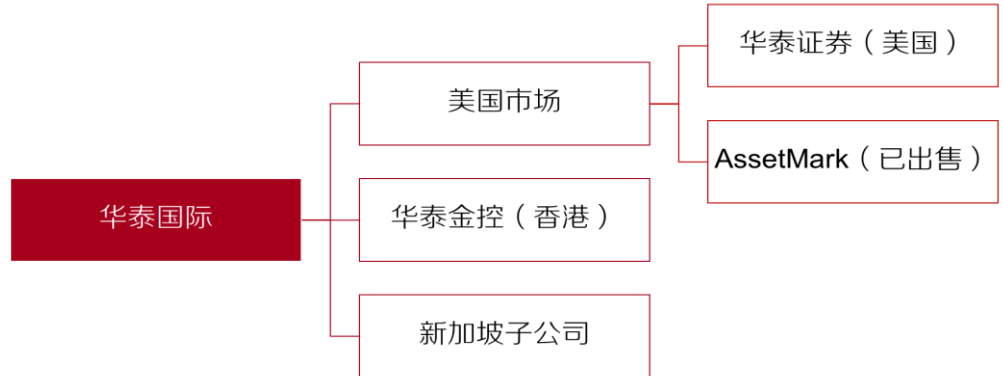 华泰国际
美国市场
华泰证券（美国）
AssetMark（已出售）
华泰金控（香港）
新加坡子公司